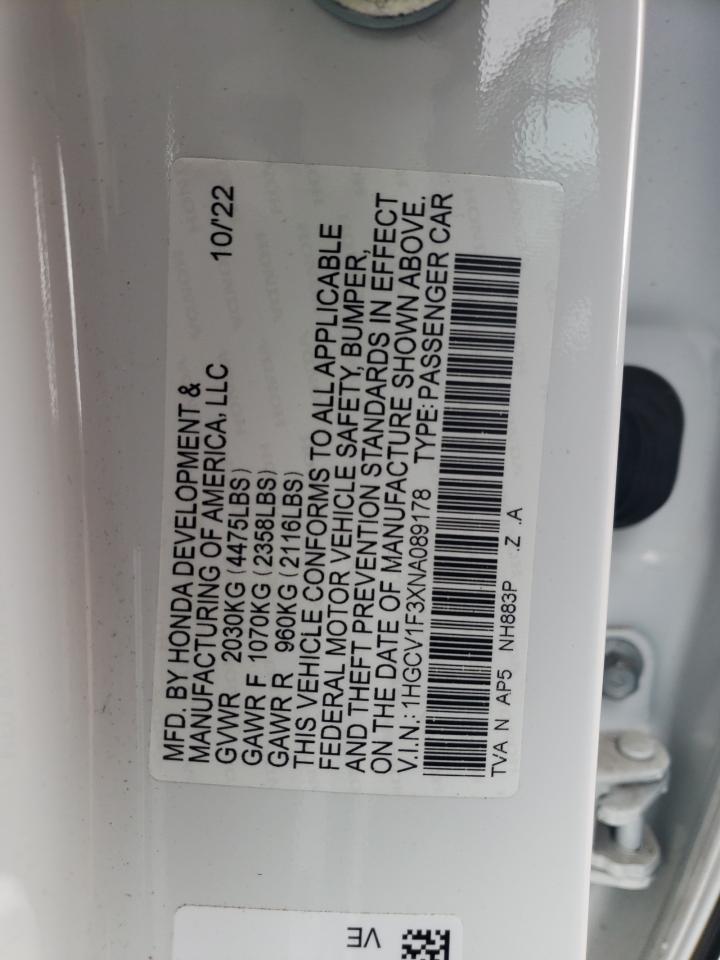 MFD. BY HONDA DEVELOPMENT &
MANUFACTURING OF AMERICA, LLC 10/'22
GVWR 2030KG (4475LBS)
GAWR F 1070KG (2358LBS)
GAWR R 960KG (2116LBS)
THIS VEHICLE CONFORMS TO ALL APPLICABLE
FEDERAL MOTOR VEHICLE SAFETY, BUMPER,
AND THEFT PREVENTION STANDARDS IN EFFECT
ON THE DATE OF MANUFACTURE SHOWN ABOVE.
V.I.N.: 1HGCV1F3XNA089178 TYPE: PASSENGER CAR
TVA N AP5 NH883P .Z .A
VE